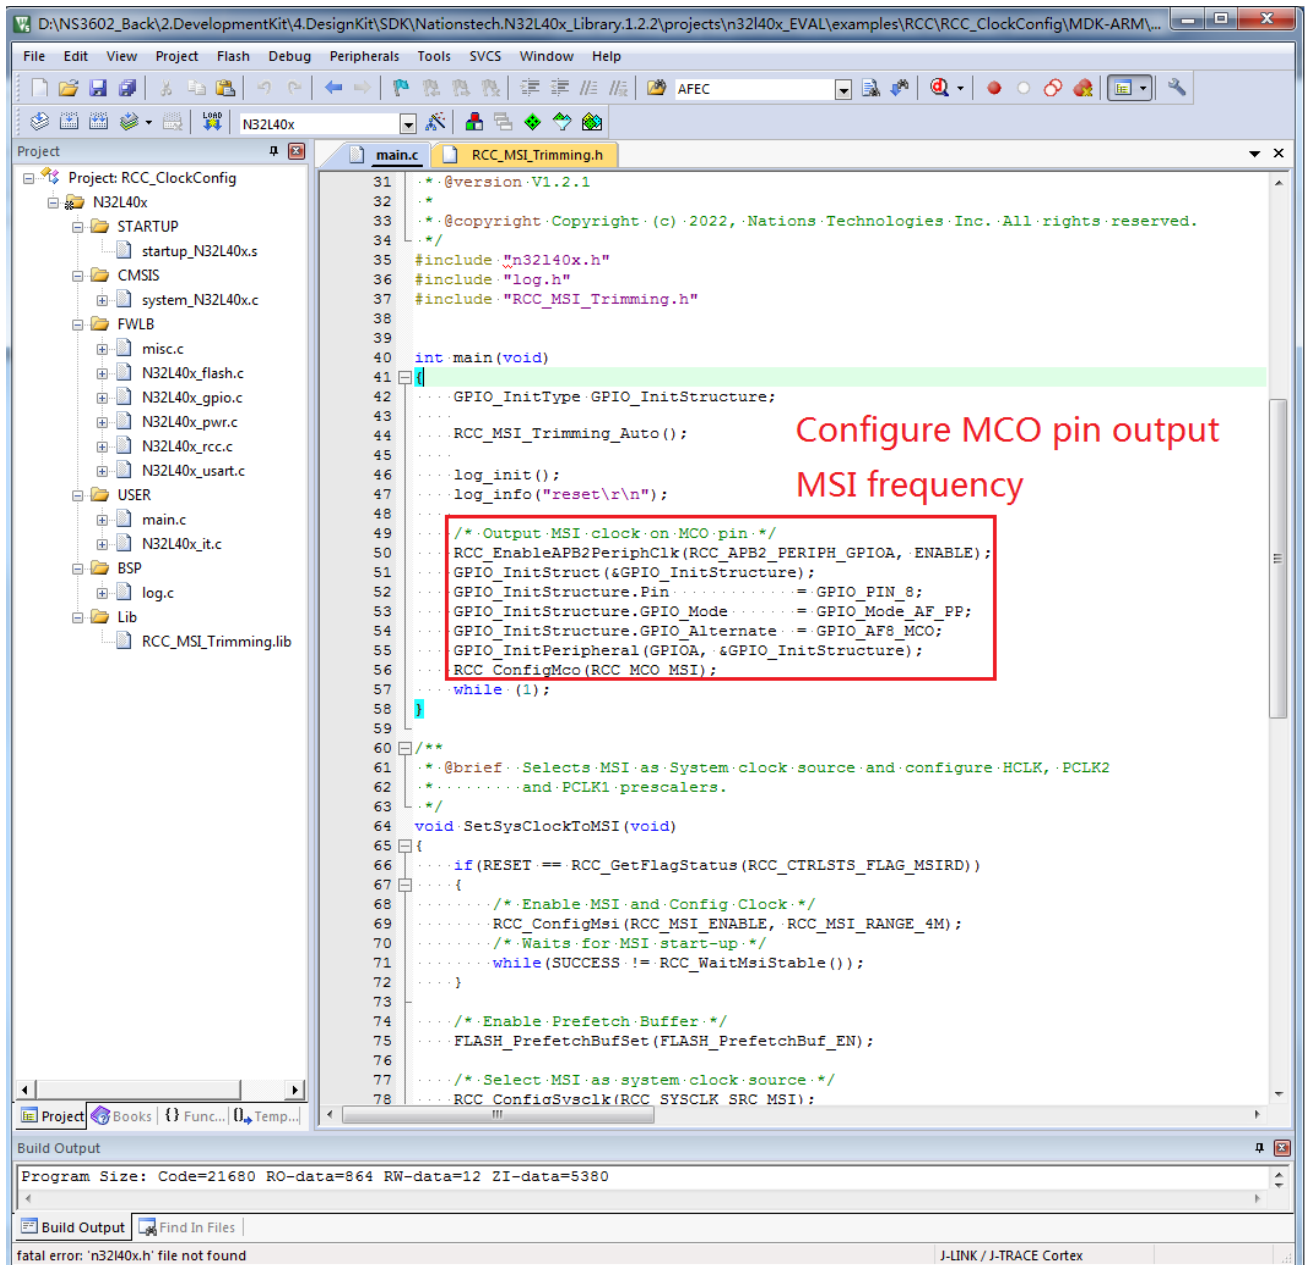 D:\NS3602_Back\2.DevelopmentKit\4.DesignKit\SDK\Nationstech.N32L40x_Library.1.2.2\projects\n32l40x_EVAL\examples\RCC\RCC_ClockConfig\MDK-ARM\...
File Edit View Project Flash Debug Peripherals Tools SVCS Window Help
AFEC
LOAD N32L40x
Project
main.c RCC_MSI_Trimming.h
Project: RCC_ClockConfig
N32L40x
STARTUP
startup_N32L40x.s
CMSIS
system_N32L40x.c
FWLB
misc.c
N32L40x_flash.c
N32L40x_gpio.c
N32L40x_pwr.c
N32L40x_rcc.c
N32L40x_usart.c
USER
main.c
N32L40x_it.c
BSP
log.c
Lib
RCC_MSI_Trimming.lib
Project Books {} Func... 0 Temp...
31 * @version V1.2.1
32 *
33 * @copyright Copyright (c) 2022, Nations Technologies Inc. All rights reserved.
34 */
35 #include "n32l40x.h"
36 #include "log.h"
37 #include "RCC_MSI_Trimming.h"
38
39
40 int main(void)
41 {
42 GPIO_InitType GPIO_InitStructure;
43
44 RCC_MSI_Trimming_Auto();
45
46 log_init();
47 log_info("reset\r\n");
48
49 /* Output MSI clock on MCO pin */
50 RCC_EnableAPB2PeriphClk(RCC_APB2_PERIPH_GPIOA, ENABLE);
51 GPIO_InitStruct(&GPIO_InitStructure);
52 GPIO_InitStructure.Pin = GPIO_PIN_8;
53 GPIO_InitStructure.GPIO_Mode = GPIO_Mode_AF_PP;
54 GPIO_InitStructure.GPIO_Alternate = GPIO_AF8_MCO;
55 GPIO_InitPeripheral(GPIOA, &GPIO_InitStructure);
56 RCC_ConfigMco(RCC_MCO_MSI);
57 while (1);
58 }
59
60 /**
61 * @brief Selects MSI as System clock source and configure HCLK, PCLK2
62 * and PCLK1 prescalers.
63 */
64 void SetSysClockToMSI(void)
65 {
66 if(RESET == RCC_GetFlagStatus(RCC_CTRLSTS_FLAG_MSIRD))
67 {
68 /* Enable MSI and Config Clock */
69 RCC_ConfigMsi(RCC_MSI_ENABLE, RCC_MSI_RANGE_4M);
70 /* Waits for MSI start-up */
71 while(SUCCESS != RCC_WaitMsiStable());
72 }
73
74 /* Enable Prefetch Buffer */
75 FLASH_PrefetchBufSet(FLASH_PrefetchBuf_EN);
76
77 /* Select MSI as system clock source */
78 RCC_ConfigSysclk(RCC_SYSCLK_SRC_MSI);
Configure MCO pin output
MSI frequency
Build Output
Program Size: Code=21680 RO-data=864 RW-data=12 ZI-data=5380
Build Output Find In Files
fatal error: 'n32l40x.h' file not found J-LINK / J-TRACE Cortex